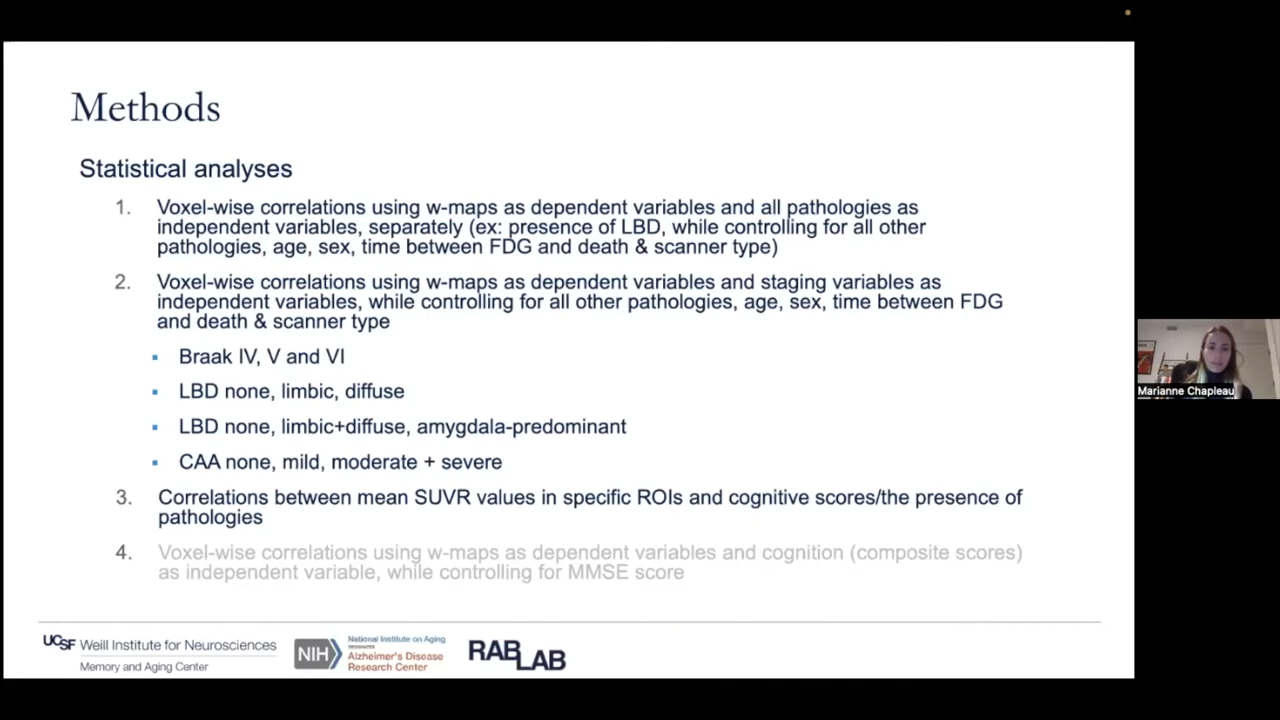 Methods
Statistical analyses
1. Voxel-wise correlations using w-maps as dependent variables and all pathologies as
independent variables, separately (ex: presence of LBD, while controlling for all other
pathologies, age, sex, time between FDG and death & scanner type)
2. Voxel-wise correlations using w-maps as dependent variables and staging variables as
independent variables, while controlling for all other pathologies, age, sex, time between FDG
and death & scanner type
▪ Braak IV, V and VI
▪ LBD none, limbic, diffuse
▪ LBD none, limbic+diffuse, amygdala-predominant
▪ CAA none, mild, moderate + severe
3. Correlations between mean SUVR values in specific ROIs and cognitive scores/the presence of
pathologies
4. Voxel-wise correlations using w-maps as dependent variables and cognition (composite scores)
as independent variable, while controlling for MMSE score
Marianne Chapleau
UCSF Weill Institute for Neurosciences
Memory and Aging Center
NIH
National Institute on Aging
Alzheimer's Disease
Research Center
RABLAB